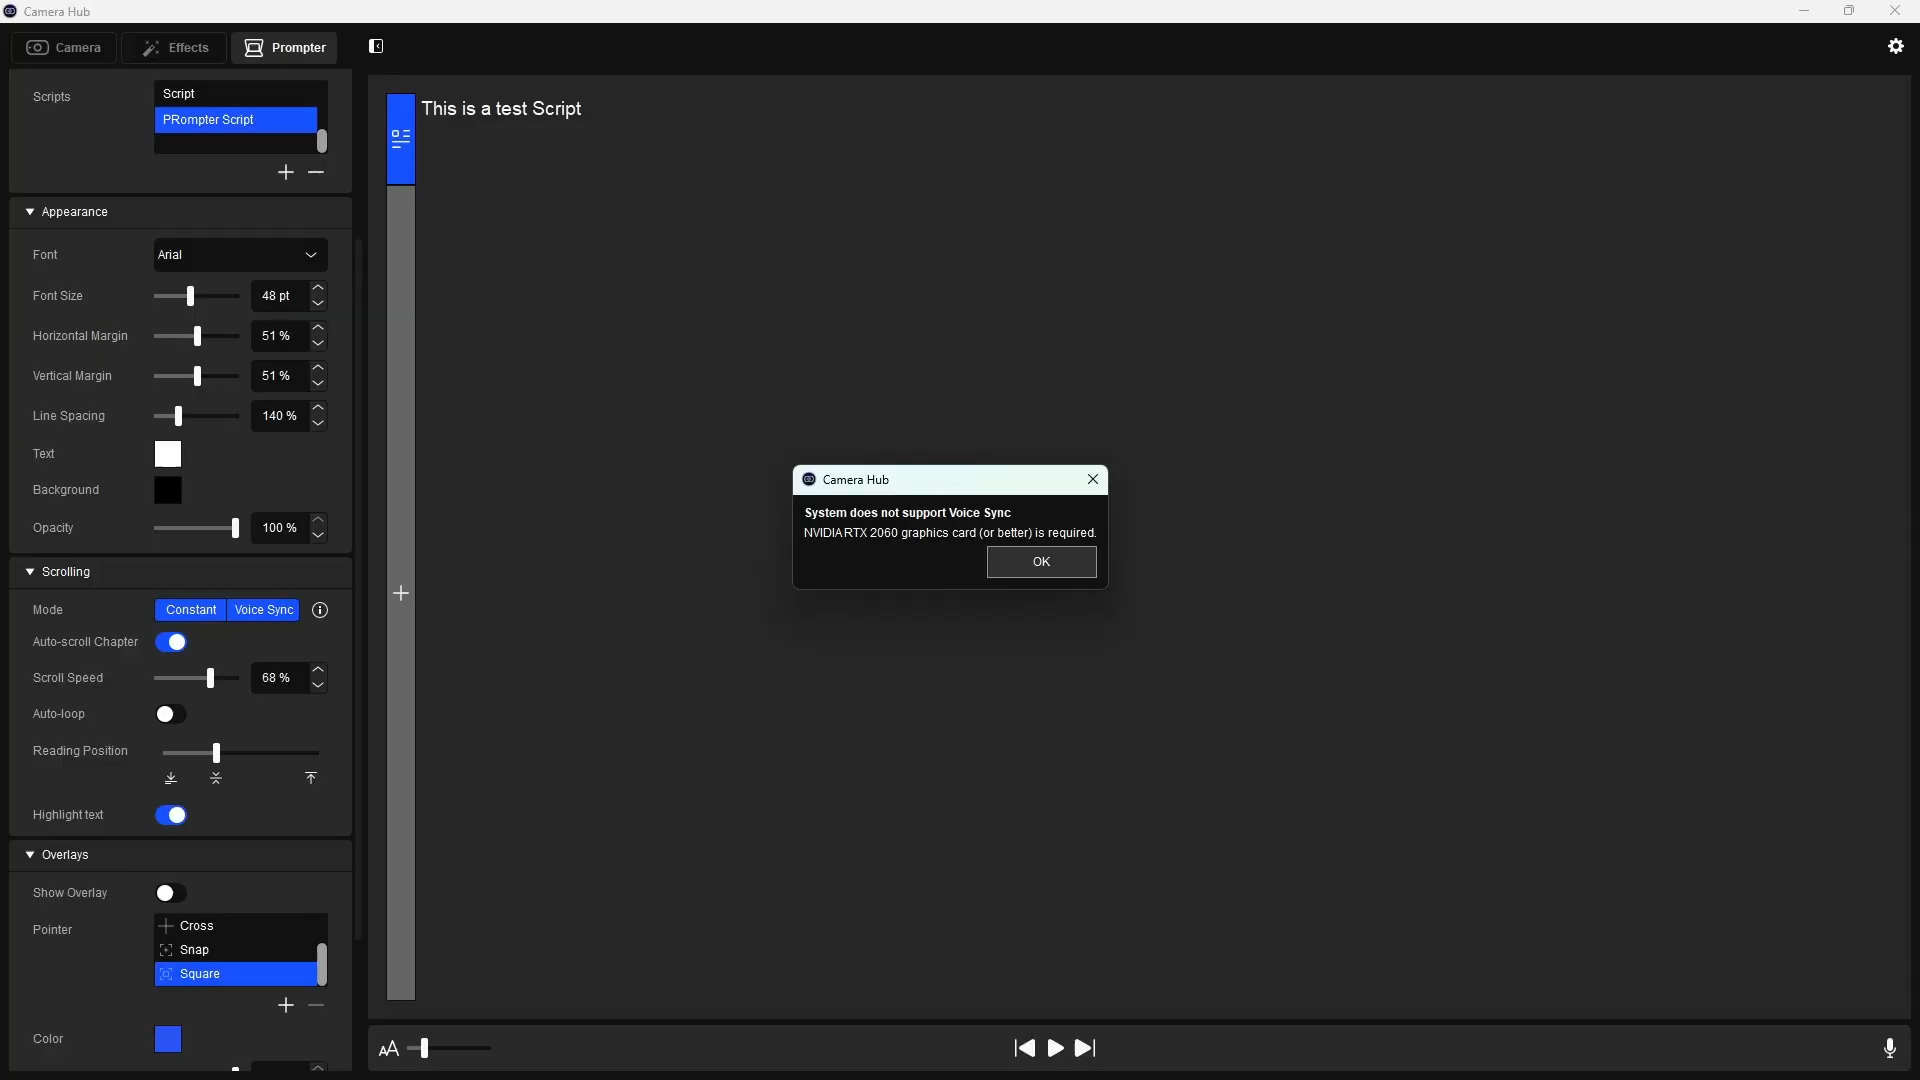 Camera Hub
Camera
Effects
Prompter
Scripts
Script
PRompter Script
This is a test Script
Appearance
Font
Arial
Font Size
48 pt
Horizontal Margin
51 %
Vertical Margin
51 %
Line Spacing
140 %
Text
Background
Opacity
100 %
Camera Hub
System does not support Voice Sync
NVIDIA RTX 2060 graphics card (or better) is required.
OK
Scrolling
Mode
Constant
Voice Sync
Auto-scroll Chapter
Scroll Speed
68 %
Auto-loop
Reading Position
Highlight text
Overlays
Show Overlay
Pointer
Cross
Snap
Square
Color
AA